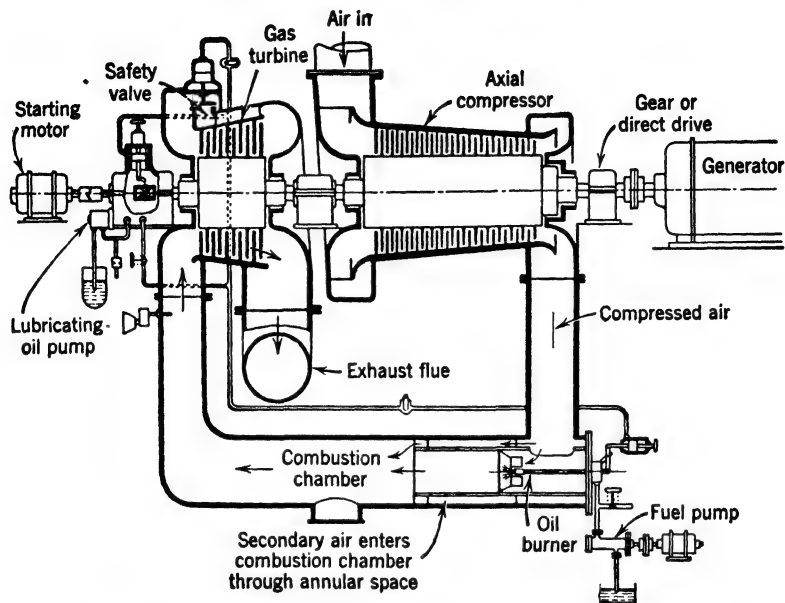 Air in
Gas
turbine
Safety
valve
Axial
compressor
Starting
motor
Gear or
direct drive
Generator
Lubricating-
oil pump
Compressed air
Exhaust flue
Combustion
chamber
Oil
burner
Fuel pump
Secondary air enters
combustion chamber
through annular space